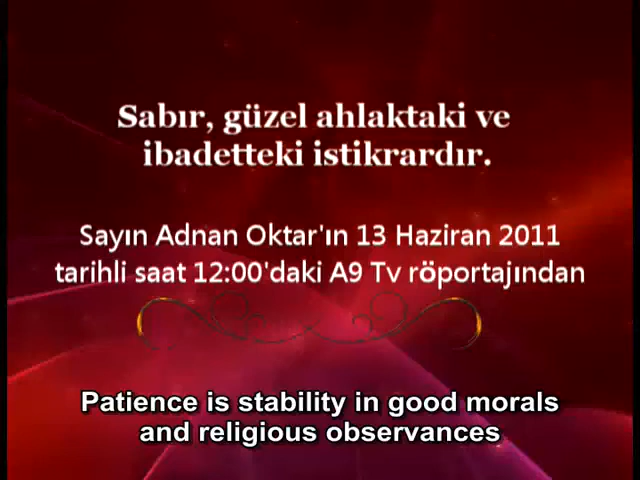 Sabır, güzel ahlaktaki ve
ibadetteki istikrardır.
Sayın Adnan Oktar'ın 13 Haziran 2011
tarihli saat 12:00'daki A9 Tv röportajından
Patience is stability in good morals
and religious observances